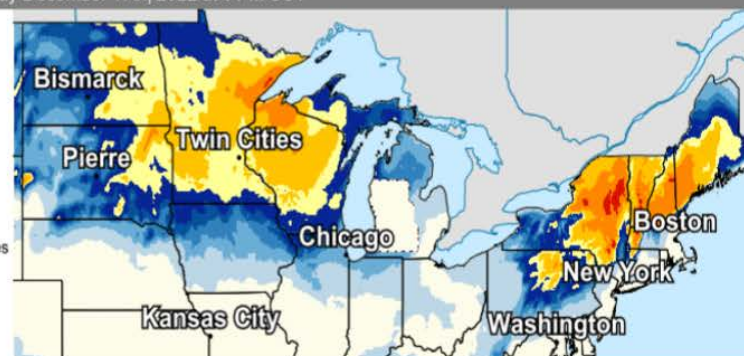 Bismarck
Twin Cities
Pierre
Boston
Chicago
New York
Kansas City
Washington